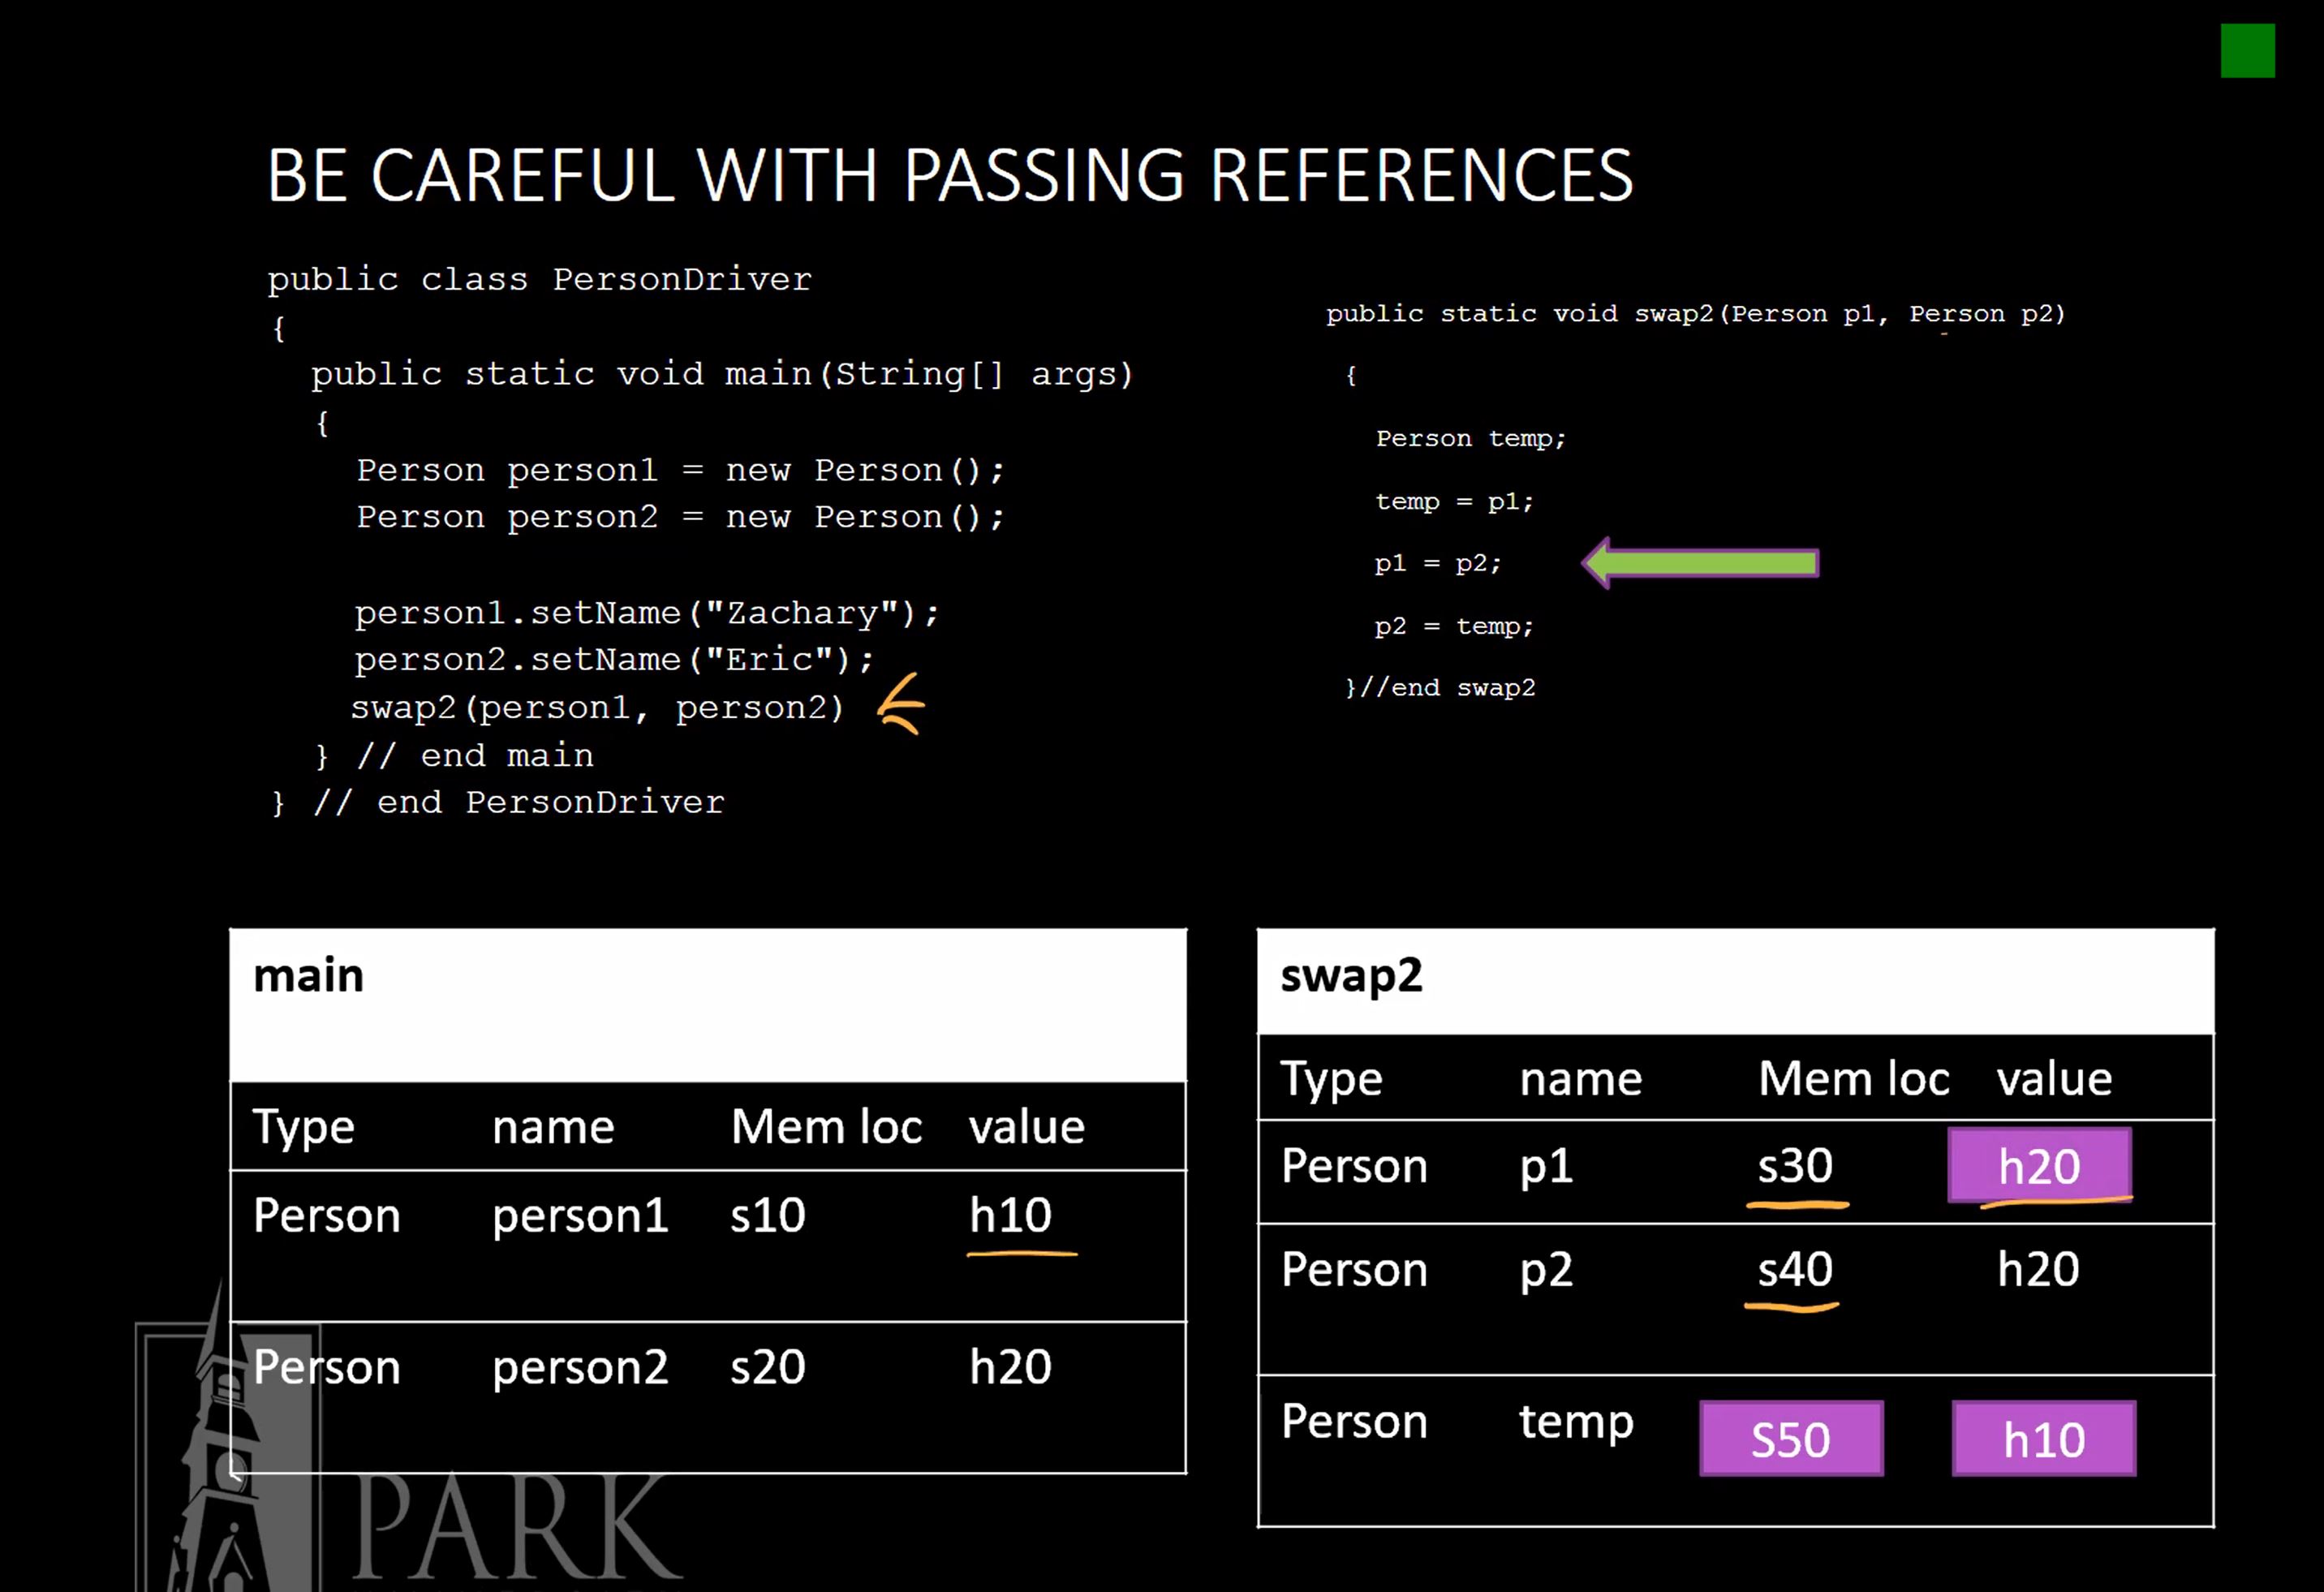 BE CAREFUL WITH PASSING REFERENCES
public class PersonDriver
{
public static void main(String[] args)
{
Person person1 = new Person();
Person person2 = new Person();
person1.setName("Zachary");
person2.setName("Eric");
swap2(person1, person2)
} // end main
} // end PersonDriver
public static void swap2(Person p1, Person p2)
{
Person temp;
temp = p1;
p1 = p2;
p2 = temp;
}//end swap2
main
Type name Mem loc value
Person person1 s10 h10
Person person2 s20 h20
swap2
Type name Mem loc value
Person p1 s30 h20
Person p2 s40 h20
Person temp S50 h10
PARK